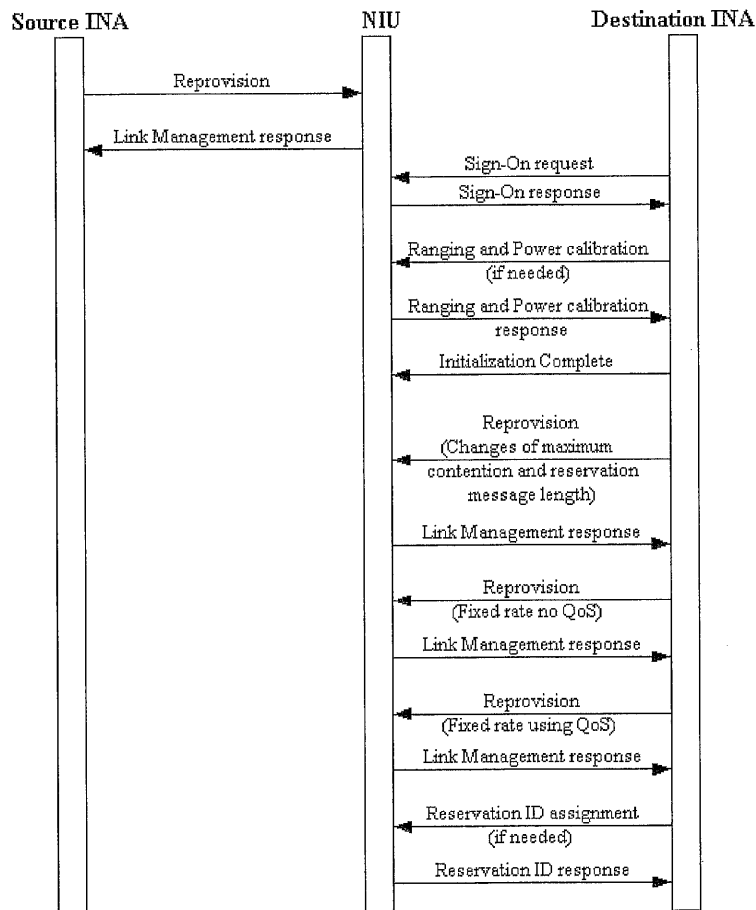 Source INA NIU Destination INA
Reprovision
Link Management response
Sign-On request
Sign-On response
Ranging and Power calibration
(if needed)
Ranging and Power calibration
response
Initialization Complete
Reprovision
(Changes of maximum
contention and reservation
message length)
Link Management response
Reprovision
(Fixed rate no QoS)
Link Management response
Reprovision
(Fixed rate using QoS)
Link Management response
Reservation ID assignment
(if needed)
Reservation ID response